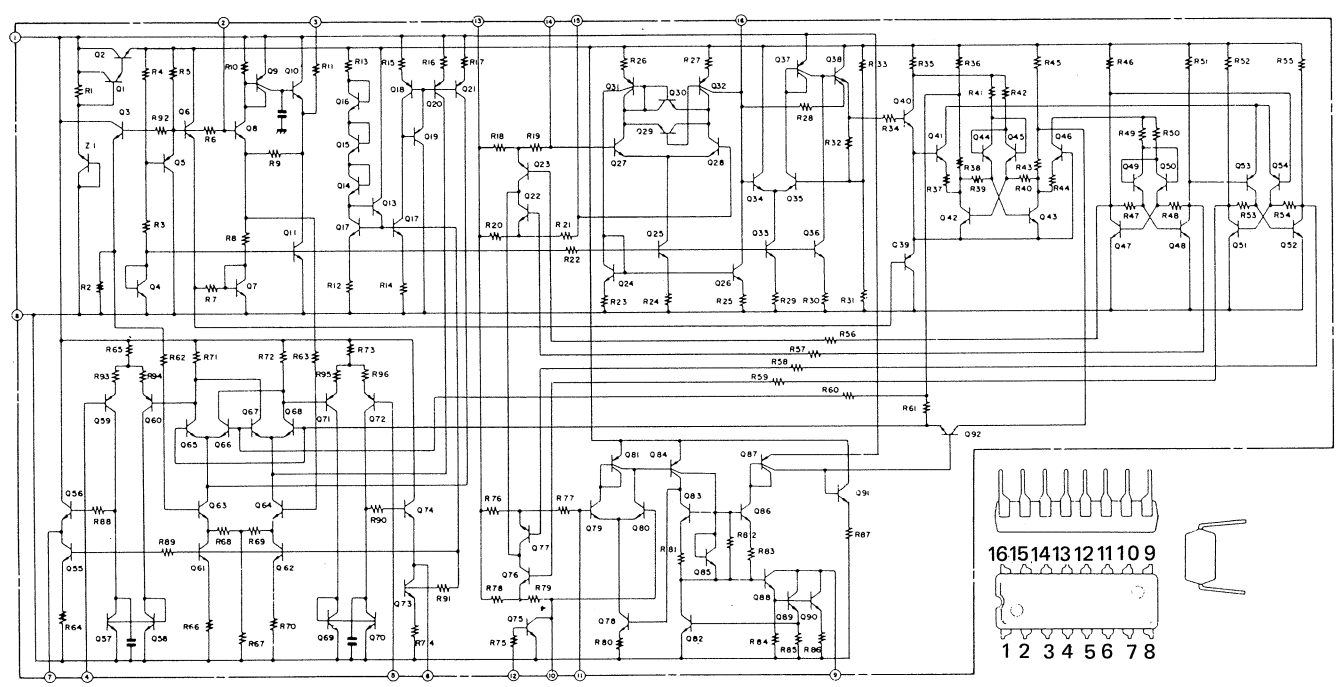 2 3 13 14 15 16
1
Q2 R4 R5 R10 Q9 Q10 R11 R13 R15 R16 R17 R26 R27 Q37 Q38 R33 R35 R36 R45 R46 R51 R52 R55
R1 Q1 Q16 Q18 Q20 Q21 Q31 Q30 Q32 R28 Q40 R41 R42
Q3 R92 Q6 R6 Q8 Q15 Q19 R18 R19 Q29 R34 Q41 Q44 Q45 Q46 R49 R50
Z1 Q5 R9 Q14 Q23 Q27 Q28 R32 R38 R43 Q49 Q50 Q53 Q54
Q13 Q22 Q34 Q35 R37 R39 R40 R44
R3 R8 Q11 Q17 Q17 R20 R21 Q25 Q33 Q36 Q42 Q43 R47 R48 R53 R54
R22 Q39 Q47 Q48 Q51 Q52
R2 Q4 R7 Q7 R12 R14 Q24 Q26
R23 R24 R25 R29 R30 R31
8
R56
R65 R62 R71 R72 R63 R73 R57
R58
R93 R94 R95 R96 R59
R60
Q59 Q60 Q67 Q68 Q71 Q72 R61
Q65 Q66 Q92
Q81 Q84 Q87
Q56 Q63 Q64 Q74 R76 R77 Q83 Q91
R88 R90 Q79 Q80 Q86
R68 R69 Q77 R81 R82 R83 R87
R89 Q85
Q55 Q61 Q62 Q76 Q88
Q73 R91 R78 R79 Q89 Q90
R64 Q57 Q58 R66 R67 R70 Q69 Q70 R74 Q75 R75 Q78 R80 Q82 R84 R85 R86
7 4 5 6 12 10 11 9
16 15 14 13 12 11 10 9
1 2 3 4 5 6 7 8